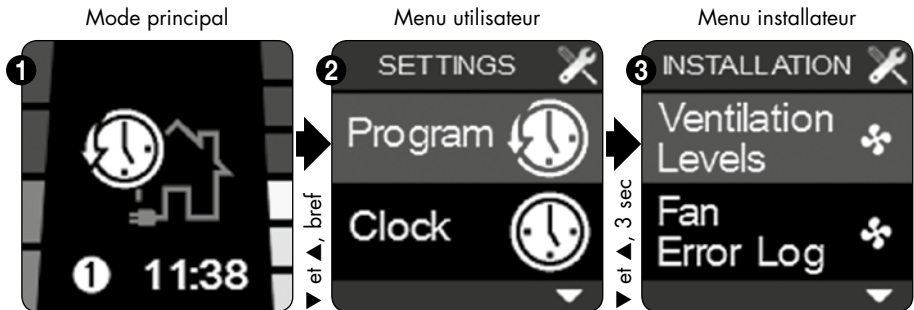 Mode principal
Menu utilisateur
Menu installateur
1
2
SETTINGS
3
INSTALLATION
Program
Ventilation
Levels
Clock
Fan
Error Log
1 11:38
▼ et ▲, bref
▼ et ▲, 3 sec